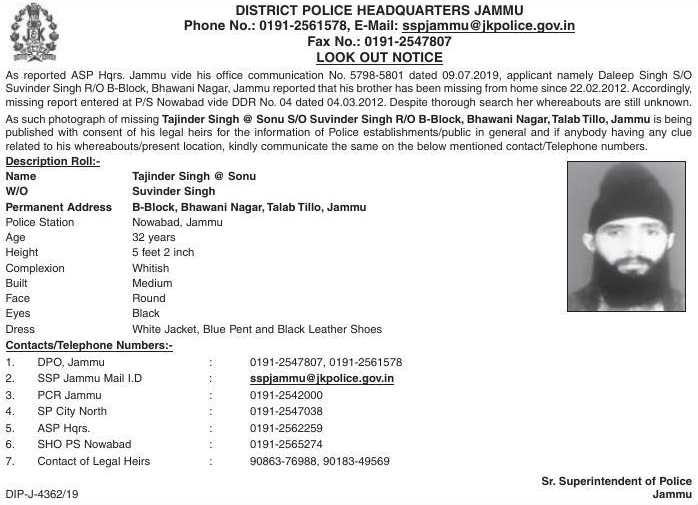 DISTRICT POLICE HEADQUARTERS JAMMU
Phone No.: 0191-2561578, E-Mail: sspjammu@jkpolice.gov.in
Fax No.: 0191-2547807
LOOK OUT NOTICE
As reported ASP Hqrs. Jammu vide his office communication No. 5798-5801 dated 09.07.2019, applicant namely Daleep Singh S/O
Suvinder Singh R/O B-Block, Bhawani Nagar, Jammu reported that his brother has been missing from home since 22.02.2012. Accordingly,
missing report entered at P/S Nowabad vide DDR No. 04 dated 04.03.2012. Despite thorough search her whereabouts are still unknown.
As such photograph of missing Tajinder Singh @ Sonu S/O Suvinder Singh R/O B-Block, Bhawani Nagar, Talab Tillo, Jammu is being
published with consent of his legal heirs for the information of Police establishments/public in general and if anybody having any clue
related to his whereabouts/present location, kindly communicate the same on the below mentioned contact/Telephone numbers.
Description Roll:-
Name Tajinder Singh @ Sonu
W/O Suvinder Singh
Permanent Address B-Block, Bhawani Nagar, Talab Tillo, Jammu
Police Station Nowabad, Jammu
Age 32 years
Height 5 feet 2 inch
Complexion Whitish
Built Medium
Face Round
Eyes Black
Dress White Jacket, Blue Pent and Black Leather Shoes
Contacts/Telephone Numbers:-
1. DPO, Jammu : 0191-2547807, 0191-2561578
2. SSP Jammu Mail I.D : sspjammu@jkpolice.gov.in
3. PCR Jammu : 0191-2542000
4. SP City North : 0191-2547038
5. ASP Hqrs. : 0191-2562259
6. SHO PS Nowabad : 0191-2565274
7. Contact of Legal Heirs : 90863-76988, 90183-49569
Sr. Superintendent of Police
Jammu
DIP-J-4362/19